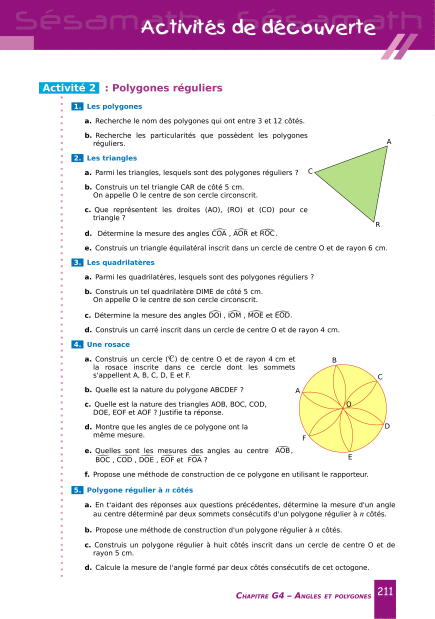 Sésamath Sésamath Sésamath
Activités de découverte
Activité 2 : Polygones réguliers
1. Les polygones
a. Recherche le nom des polygones qui ont entre 3 et 12 côtés.
b. Recherche les particularités que possèdent les polygones
réguliers.
2. Les triangles
a. Parmi les triangles, lesquels sont des polygones réguliers ?
b. Construis un tel triangle CAR de côté 5 cm.
On appelle O le centre de son cercle circonscrit.
c. Que représentent les droites (AO), (RO) et (CO) pour ce
triangle ?
d. Détermine la mesure des angles COA , AOR et ROC.
e. Construis un triangle équilatéral inscrit dans un cercle de centre O et de rayon 6 cm.
A
C
R
3. Les quadrilatères
a. Parmi les quadrilatères, lesquels sont des polygones réguliers ?
b. Construis un tel quadrilatère DIME de côté 5 cm.
On appelle O le centre de son cercle circonscrit.
c. Détermine la mesure des angles DOI , IOM , MOE et EOD.
d. Construis un carré inscrit dans un cercle de centre O et de rayon 4 cm.
4. Une rosace
a. Construis un cercle (C) de centre O et de rayon 4 cm et
la rosace inscrite dans ce cercle dont les sommets
s'appellent A, B, C, D, E et F.
b. Quelle est la nature du polygone ABCDEF ?
c. Quelle est la nature des triangles AOB, BOC, COD,
DOE, EOF et AOF ? Justifie ta réponse.
d. Montre que les angles de ce polygone ont la
même mesure.
e. Quelles sont les mesures des angles au centre AOB,
BOC , COD , DOE , EOF et FOA ?
f. Propose une méthode de construction de ce polygone en utilisant le rapporteur.
B
C
A
O
D
F
E
5. Polygone régulier à n côtés
a. En t'aidant des réponses aux questions précédentes, détermine la mesure d'un angle
au centre déterminé par deux sommets consécutifs d'un polygone régulier à n côtés.
b. Propose une méthode de construction d'un polygone régulier à n côtés.
c. Construis un polygone régulier à huit côtés inscrit dans un cercle de centre O et de
rayon 5 cm.
d. Calcule la mesure de l'angle formé par deux côtés consécutifs de cet octogone.
CHAPITRE G4 – ANGLES ET POLYGONES 211